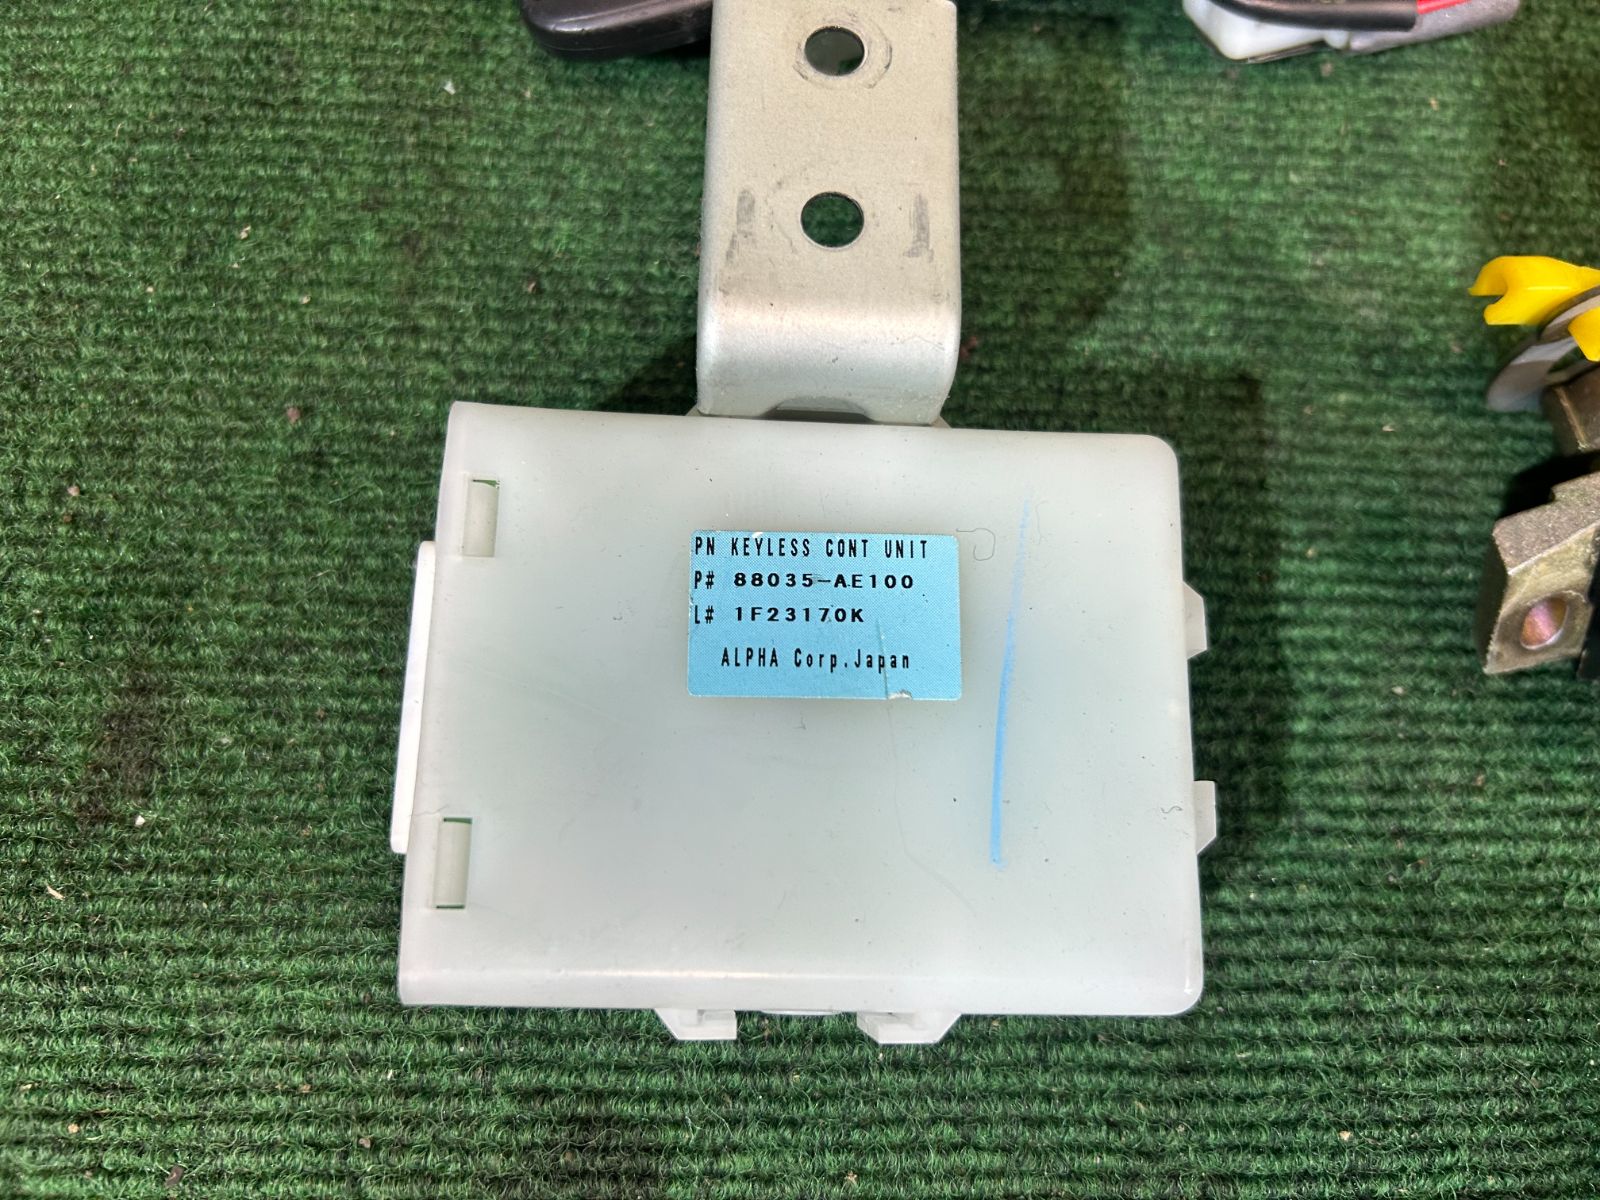 PN KEYLESS CONT UNIT
P# 88035-AE100
L# 1F23170K
ALPHA Corp.Japan